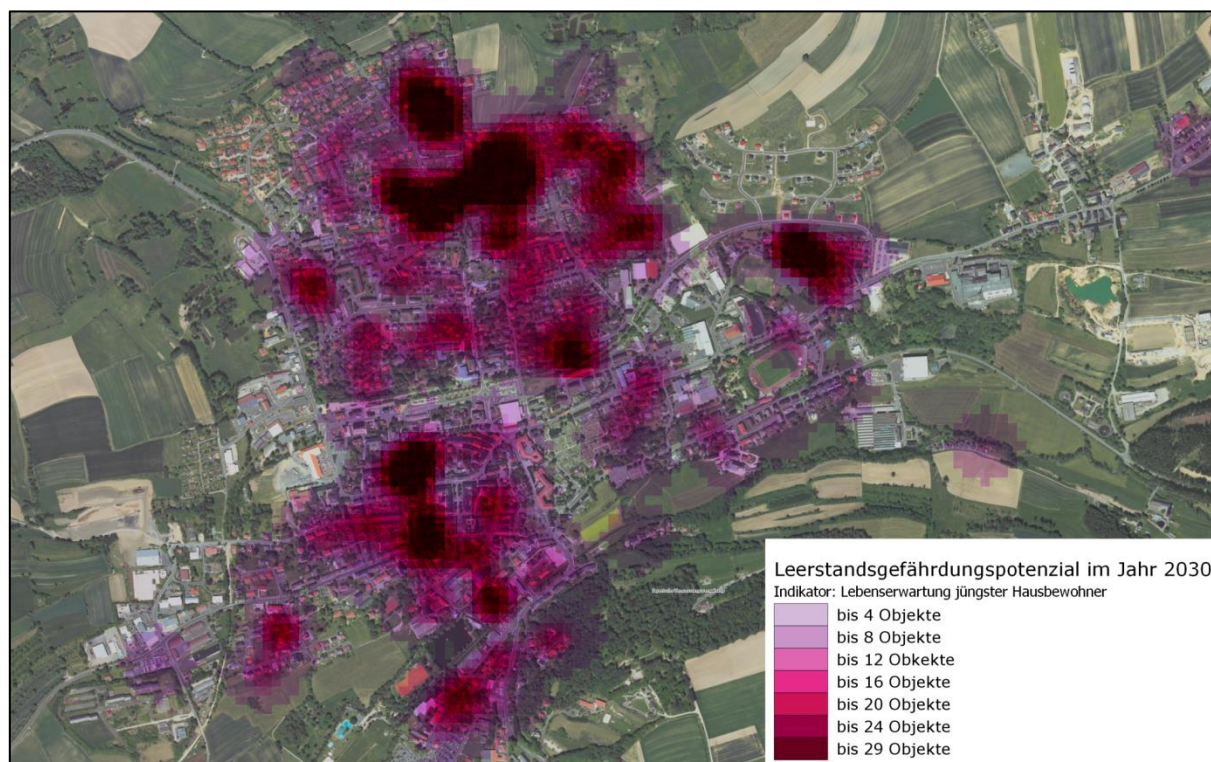 Leerstandsgefährdungspotenzial im Jahr 2030
Indikator: Lebenserwartung jüngster Hausbewohner
bis 4 Objekte
bis 8 Objekte
bis 12 Obkekte
bis 16 Objekte
bis 20 Objekte
bis 24 Objekte
bis 29 Objekte